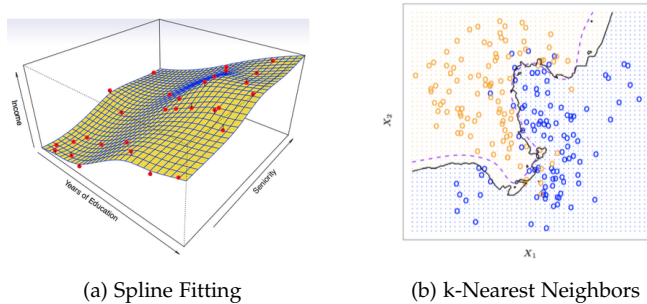 Income
Years of Education
Seniority
X₂
X₁
(a) Spline Fitting
(b) k-Nearest Neighbors